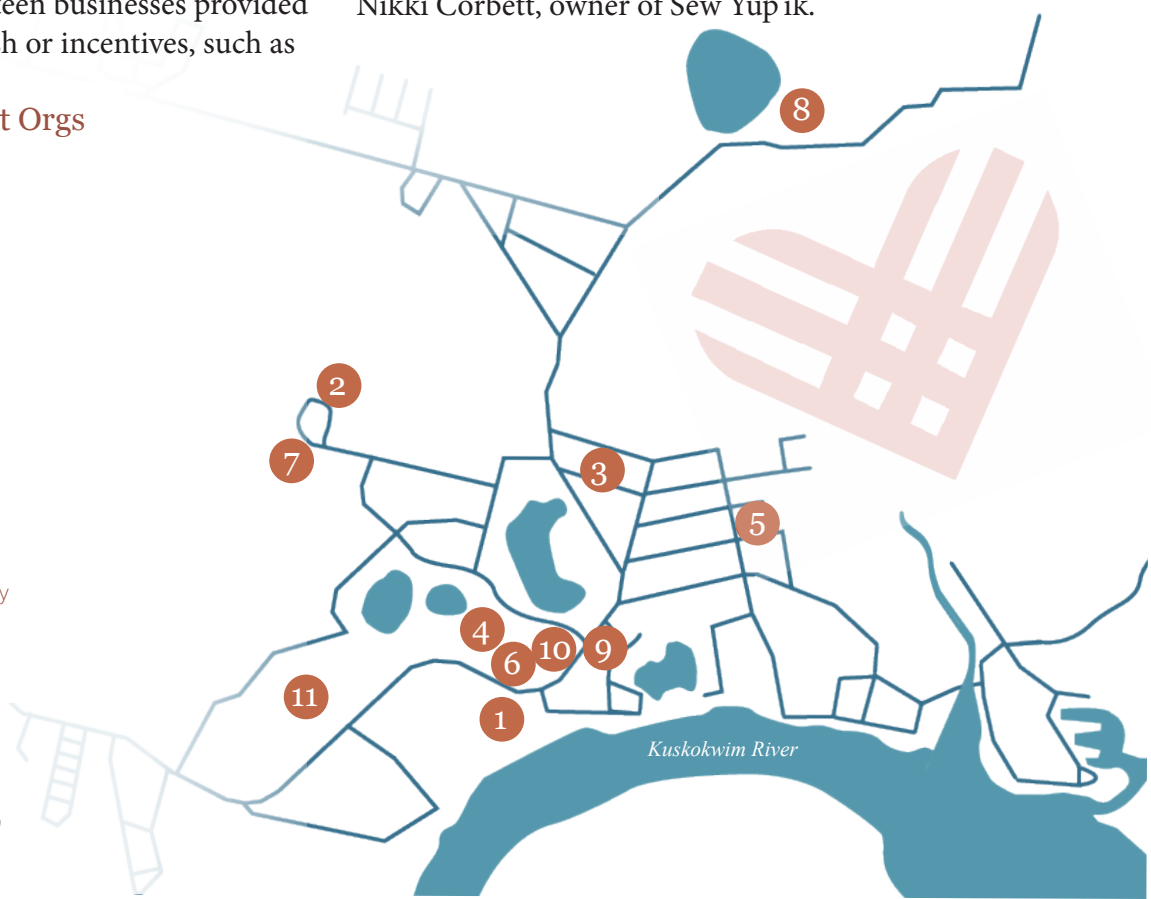 teen businesses provided
h or incentives, such as
Nikki Corbett, owner of Sew Yup'ik.
t Orgs
8
2
7
3
5
y
4
6
10
9
11
1
Kuskokwim River